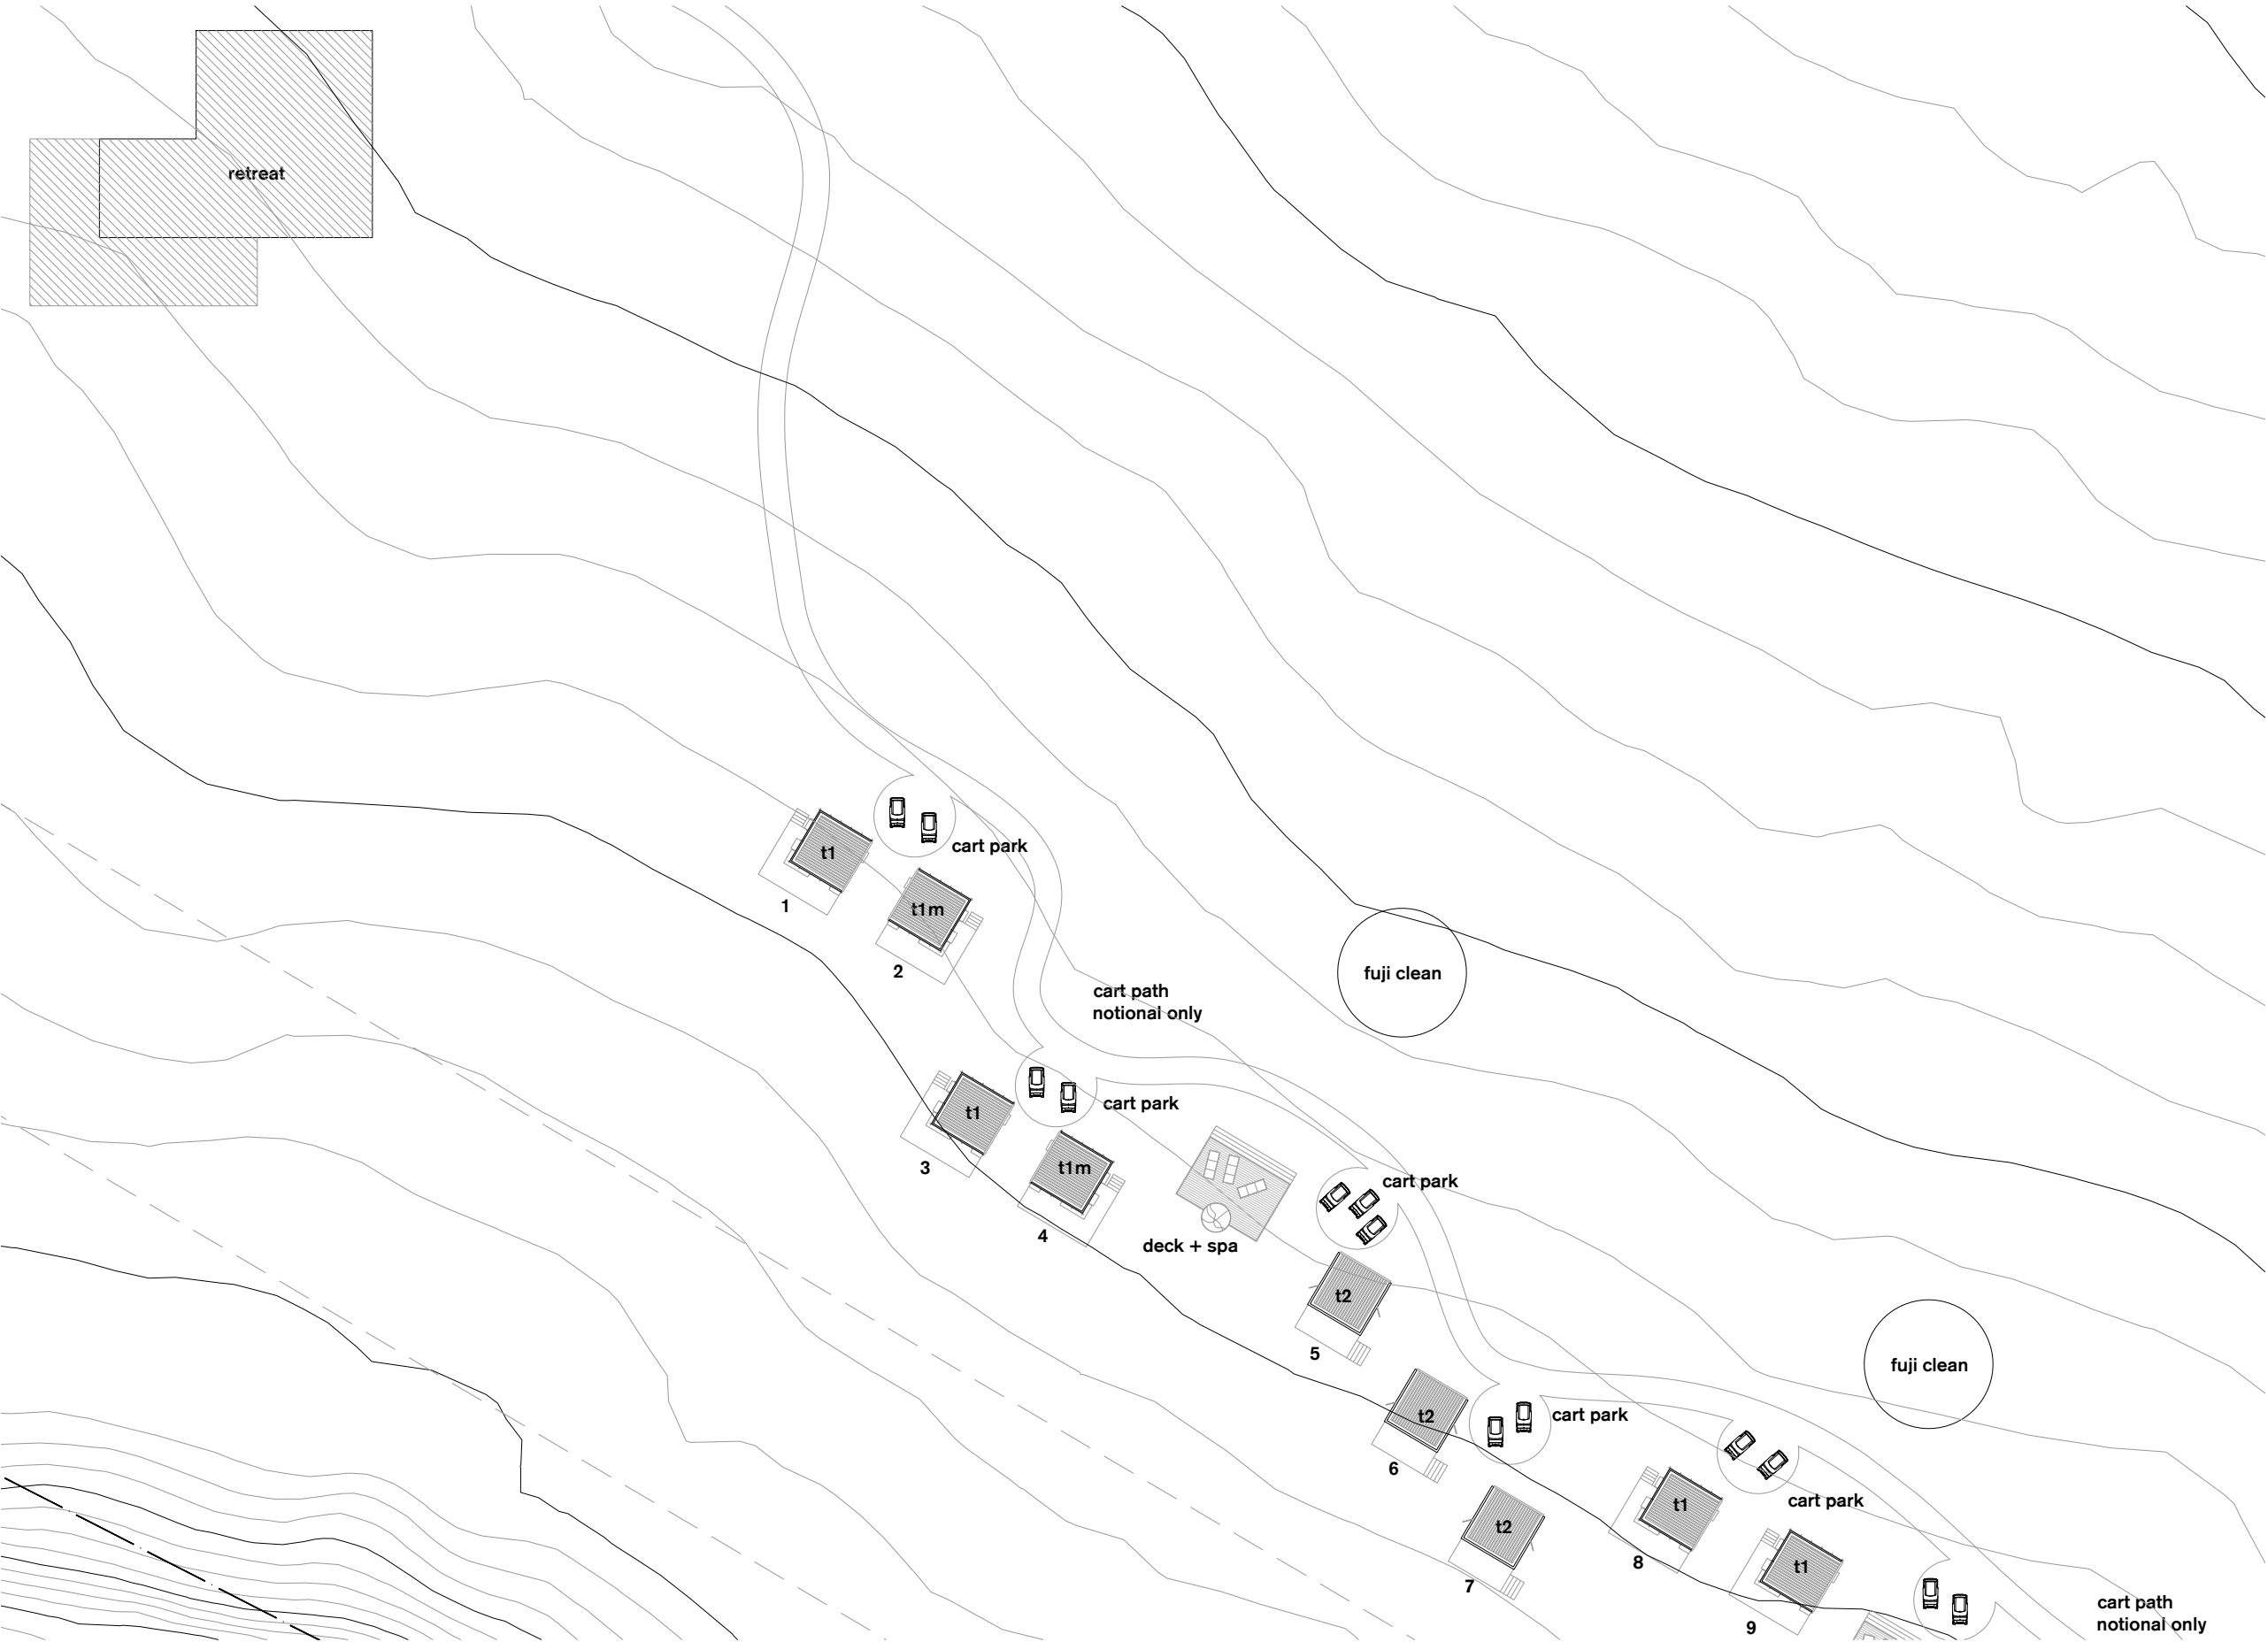 retreat
t1
cart park
1
t1m
2
fuji clean
cart path
notional only
t1
cart park
3
t1m
4
cart park
deck + spa
t2
5
fuji clean
t2
cart park
6
t1
cart park
t2
8
7
t1
9
cart path
notional only